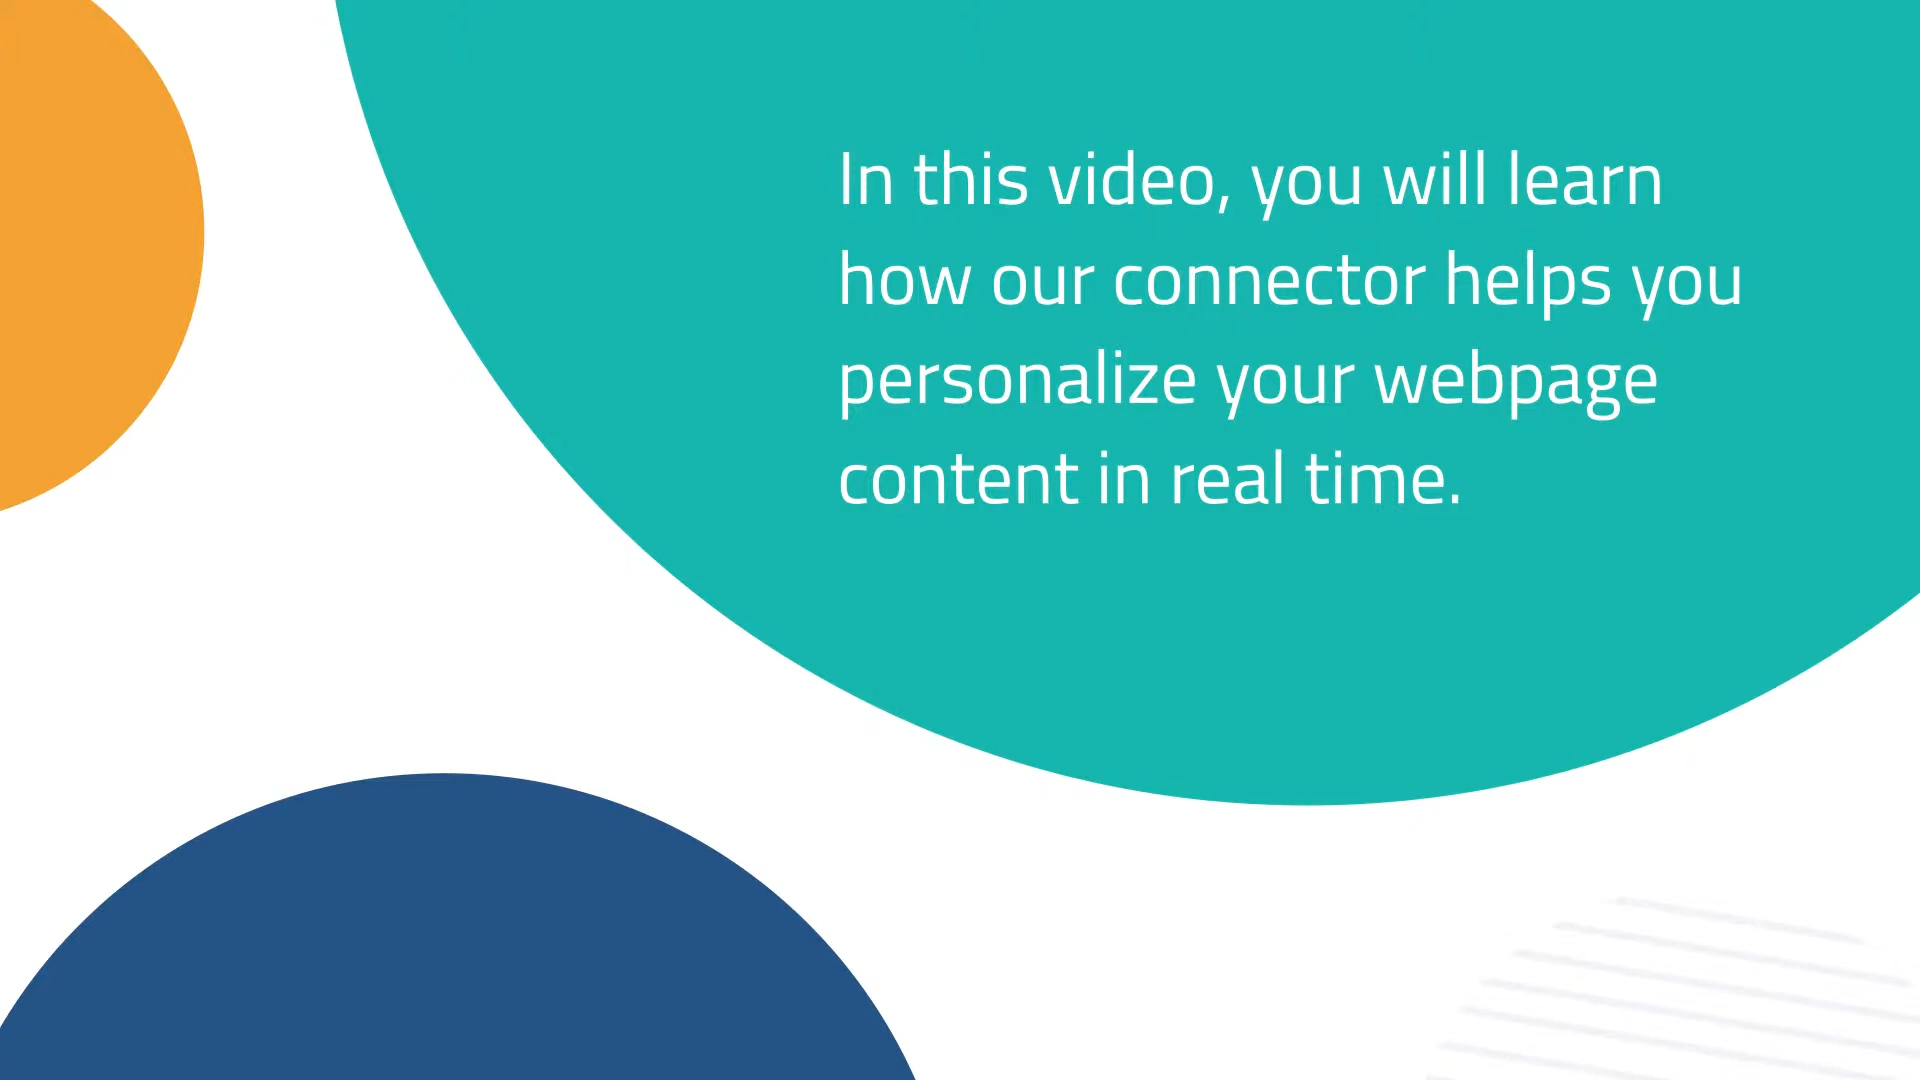 In this video, you will learn
how our connector helps you
personalize your webpage
content in real time.